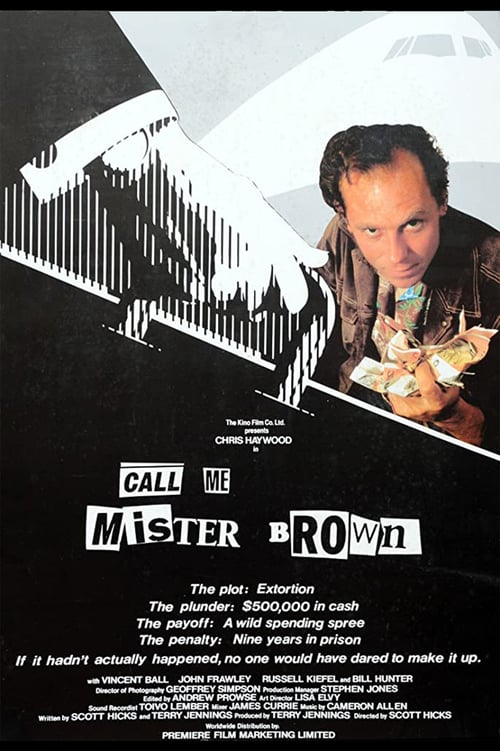 The Kino Film Co. Ltd.
presents
CHRIS HAYWOOD
in
CALL ME
MisTER BROwn
The plot: Extortion
The plunder: $500,000 in cash
The payoff: A wild spending spree
The penalty: Nine years in prison
If it hadn't actually happened, no one would have dared to make it up.
with VINCENT BALL JOHN FRAWLEY RUSSELL KIEFEL and BILL HUNTER
Director of Photography GEOFFREY SIMPSON Production Manager STEPHEN JONES
Edited by ANDREW PROWSE Art Director LISA ELVY
Sound Recordist TOIVO LEMBER Mixer JAMES CURRIE Music by CAMERON ALLEN
Written by SCOTT HICKS and TERRY JENNINGS Produced by TERRY JENNINGS Directed by SCOTT HICKS
Worldwide Distribution by
PREMIERE FILM MARKETING LIMITED